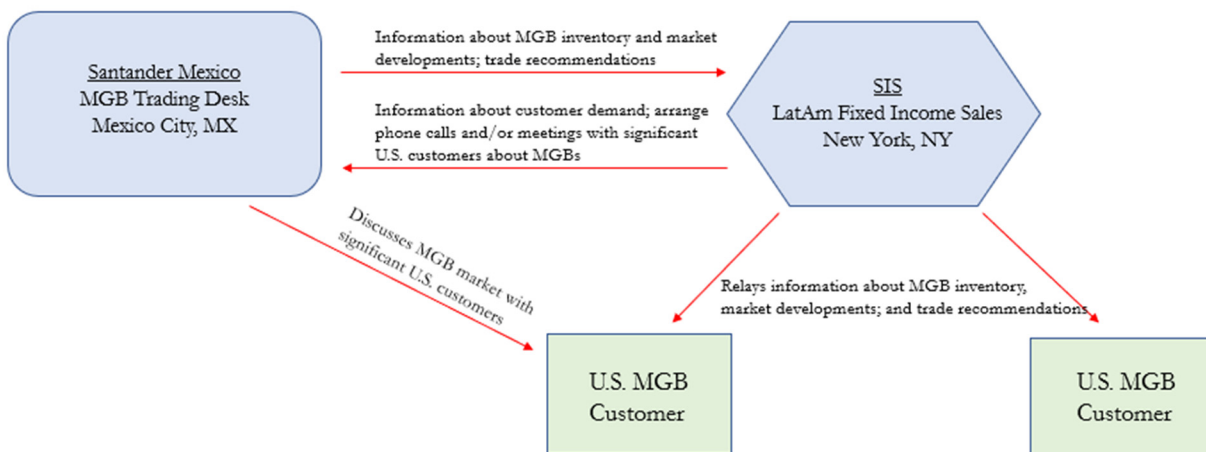 Santander Mexico
MGB Trading Desk
Mexico City, MX
Information about MGB inventory and market
developments; trade recommendations
Information about customer demand; arrange
phone calls and/or meetings with significant
U.S. customers about MGBs
SIS
LatAm Fixed Income Sales
New York, NY
Discusses MGB market with
significant U.S. customers
Relays information about MGB inventory,
market developments; and trade recommendations
U.S. MGB
Customer
U.S. MGB
Customer